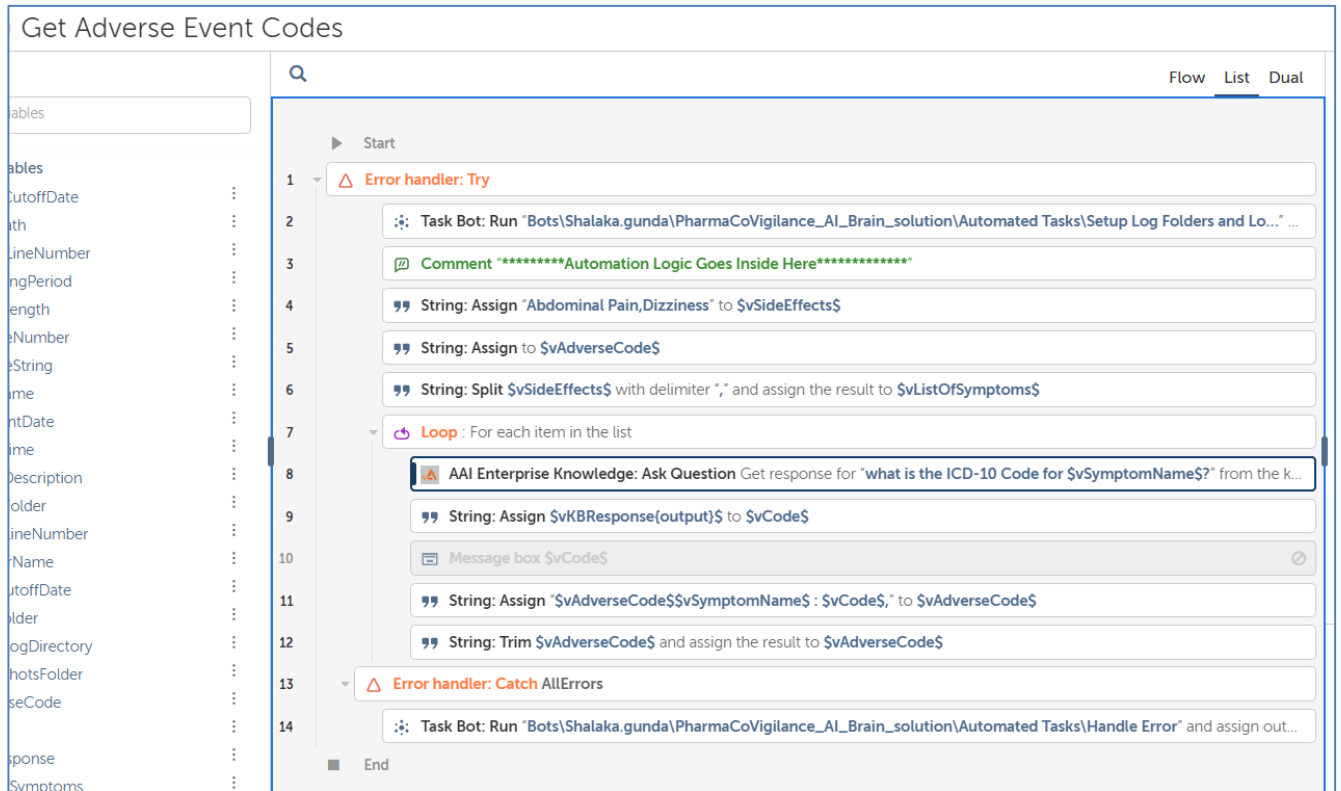 Get Adverse Event Codes
Flow List Dual
iables
ables
CutoffDate
ath
LineNumber
ngPeriod
ength
eNumber
eString
ame
ntDate
ime
Description
older
LineNumber
rName
utoffDate
older
ogDirectory
hotsFolder
seCode
sponse
Symptoms
Start
1 Error handler: Try
2 Task Bot: Run "Bots\Shalaka.gunda\PharmaCoVigilance_AI_Brain_solution\Automated Tasks\Setup Log Folders and Lo..." ...
3 Comment "*********Automation Logic Goes Inside Here*************"
4 String: Assign "Abdominal Pain,Dizziness" to $vSideEffects$
5 String: Assign to $vAdverseCode$
6 String: Split $vSideEffects$ with delimiter "," and assign the result to $vListOfSymptoms$
7 Loop : For each item in the list
8 AAI Enterprise Knowledge: Ask Question Get response for "what is the ICD-10 Code for $vSymptomName$?" from the k...
9 String: Assign $vKBResponse{output}$ to $vCode$
10 Message box $vCode$
11 String: Assign "$vAdverseCode$$vSymptomName$ : $vCode$," to $vAdverseCode$
12 String: Trim $vAdverseCode$ and assign the result to $vAdverseCode$
13 Error handler: Catch AllErrors
14 Task Bot: Run "Bots\Shalaka.gunda\PharmaCoVigilance_AI_Brain_solution\Automated Tasks\Handle Error" and assign out...
End